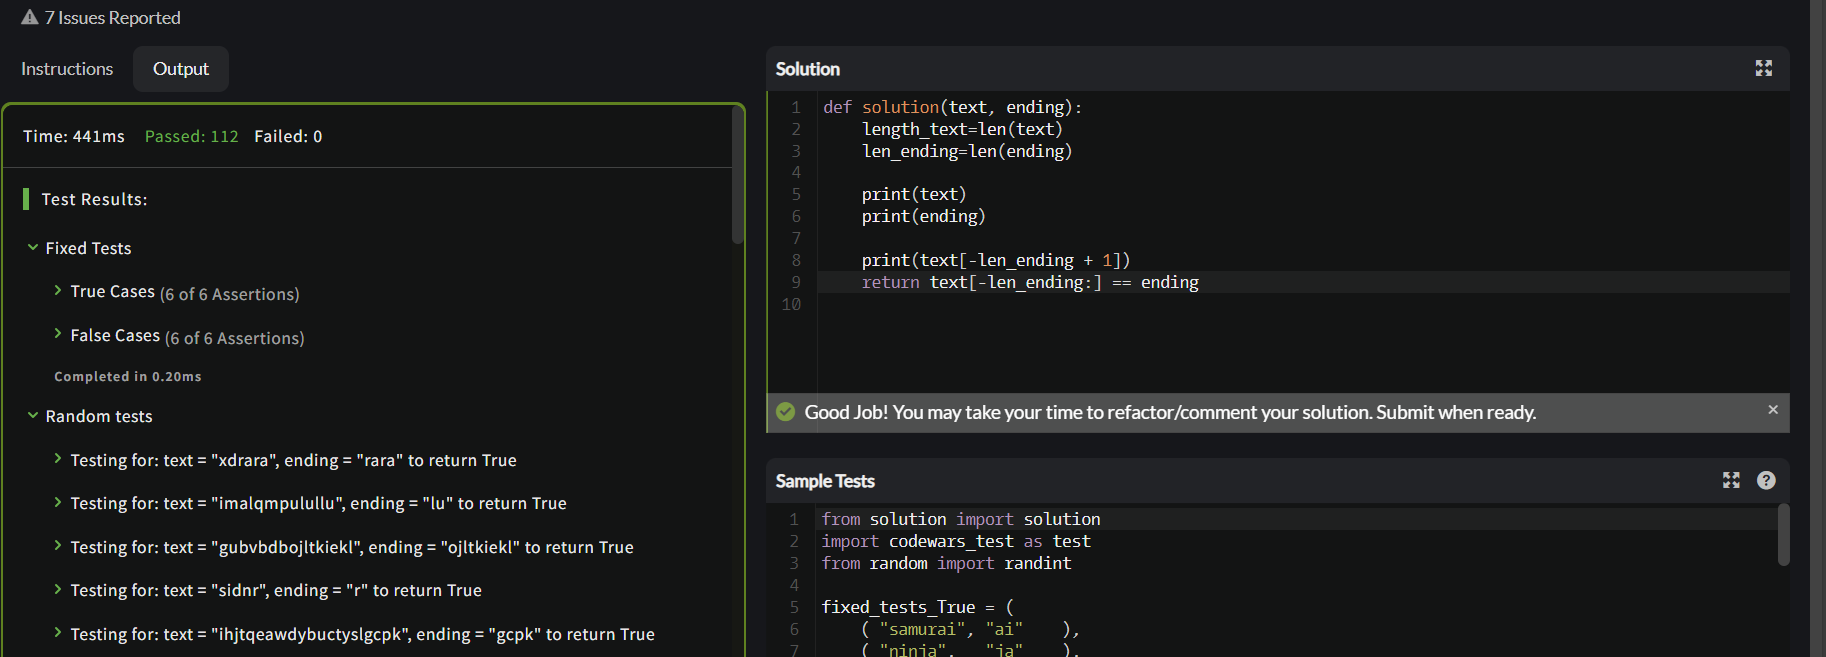 7 Issues Reported
Instructions
Output
Time: 441ms Passed: 112 Failed: 0
Test Results:
Fixed Tests
True Cases (6 of 6 Assertions)
False Cases (6 of 6 Assertions)
Completed in 0.20ms
Random tests
Testing for: text = "xdrara", ending = "rara" to return True
Testing for: text = "imalqmpulullu", ending = "lu" to return True
Testing for: text = "gubvbdbojltkiekl", ending = "ojltkiekl" to return True
Testing for: text = "sidnr", ending = "r" to return True
Testing for: text = "ihjtqeawdybuctyslgcpk", ending = "gcpk" to return True
Solution
1 def solution(text, ending):
2     length_text=len(text)
3     len_ending=len(ending)
4
5     print(text)
6     print(ending)
7
8     print(text[-len_ending + 1])
9     return text[-len_ending:] == ending
10
Good Job! You may take your time to refactor/comment your solution. Submit when ready.
Sample Tests
1 from solution import solution
2 import codewars_test as test
3 from random import randint
4
5 fixed_tests_True = (
6     ( "samurai", "ai"    ),
7     ( "ninja",   "ja"    ),